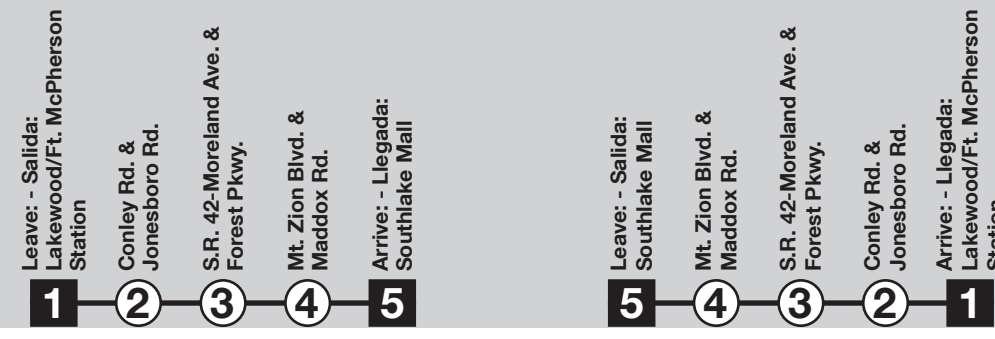 Leave: - Salida:
Lakewood/Ft. McPherson
Station
Conley Rd. &
Jonesboro Rd.
S.R. 42-Moreland Ave. &
Forest Pkwy.
Mt. Zion Blvd. &
Maddox Rd.
Arrive: - Llegada:
Southlake Mall
1 2 3 4 5
Leave: - Salida:
Southlake Mall
Mt. Zion Blvd. &
Maddox Rd.
S.R. 42-Moreland Ave. &
Forest Pkwy.
Conley Rd. &
Jonesboro Rd.
Arrive: - Llegada:
Lakewood/Ft. McPherson
Station
5 4 3 2 1